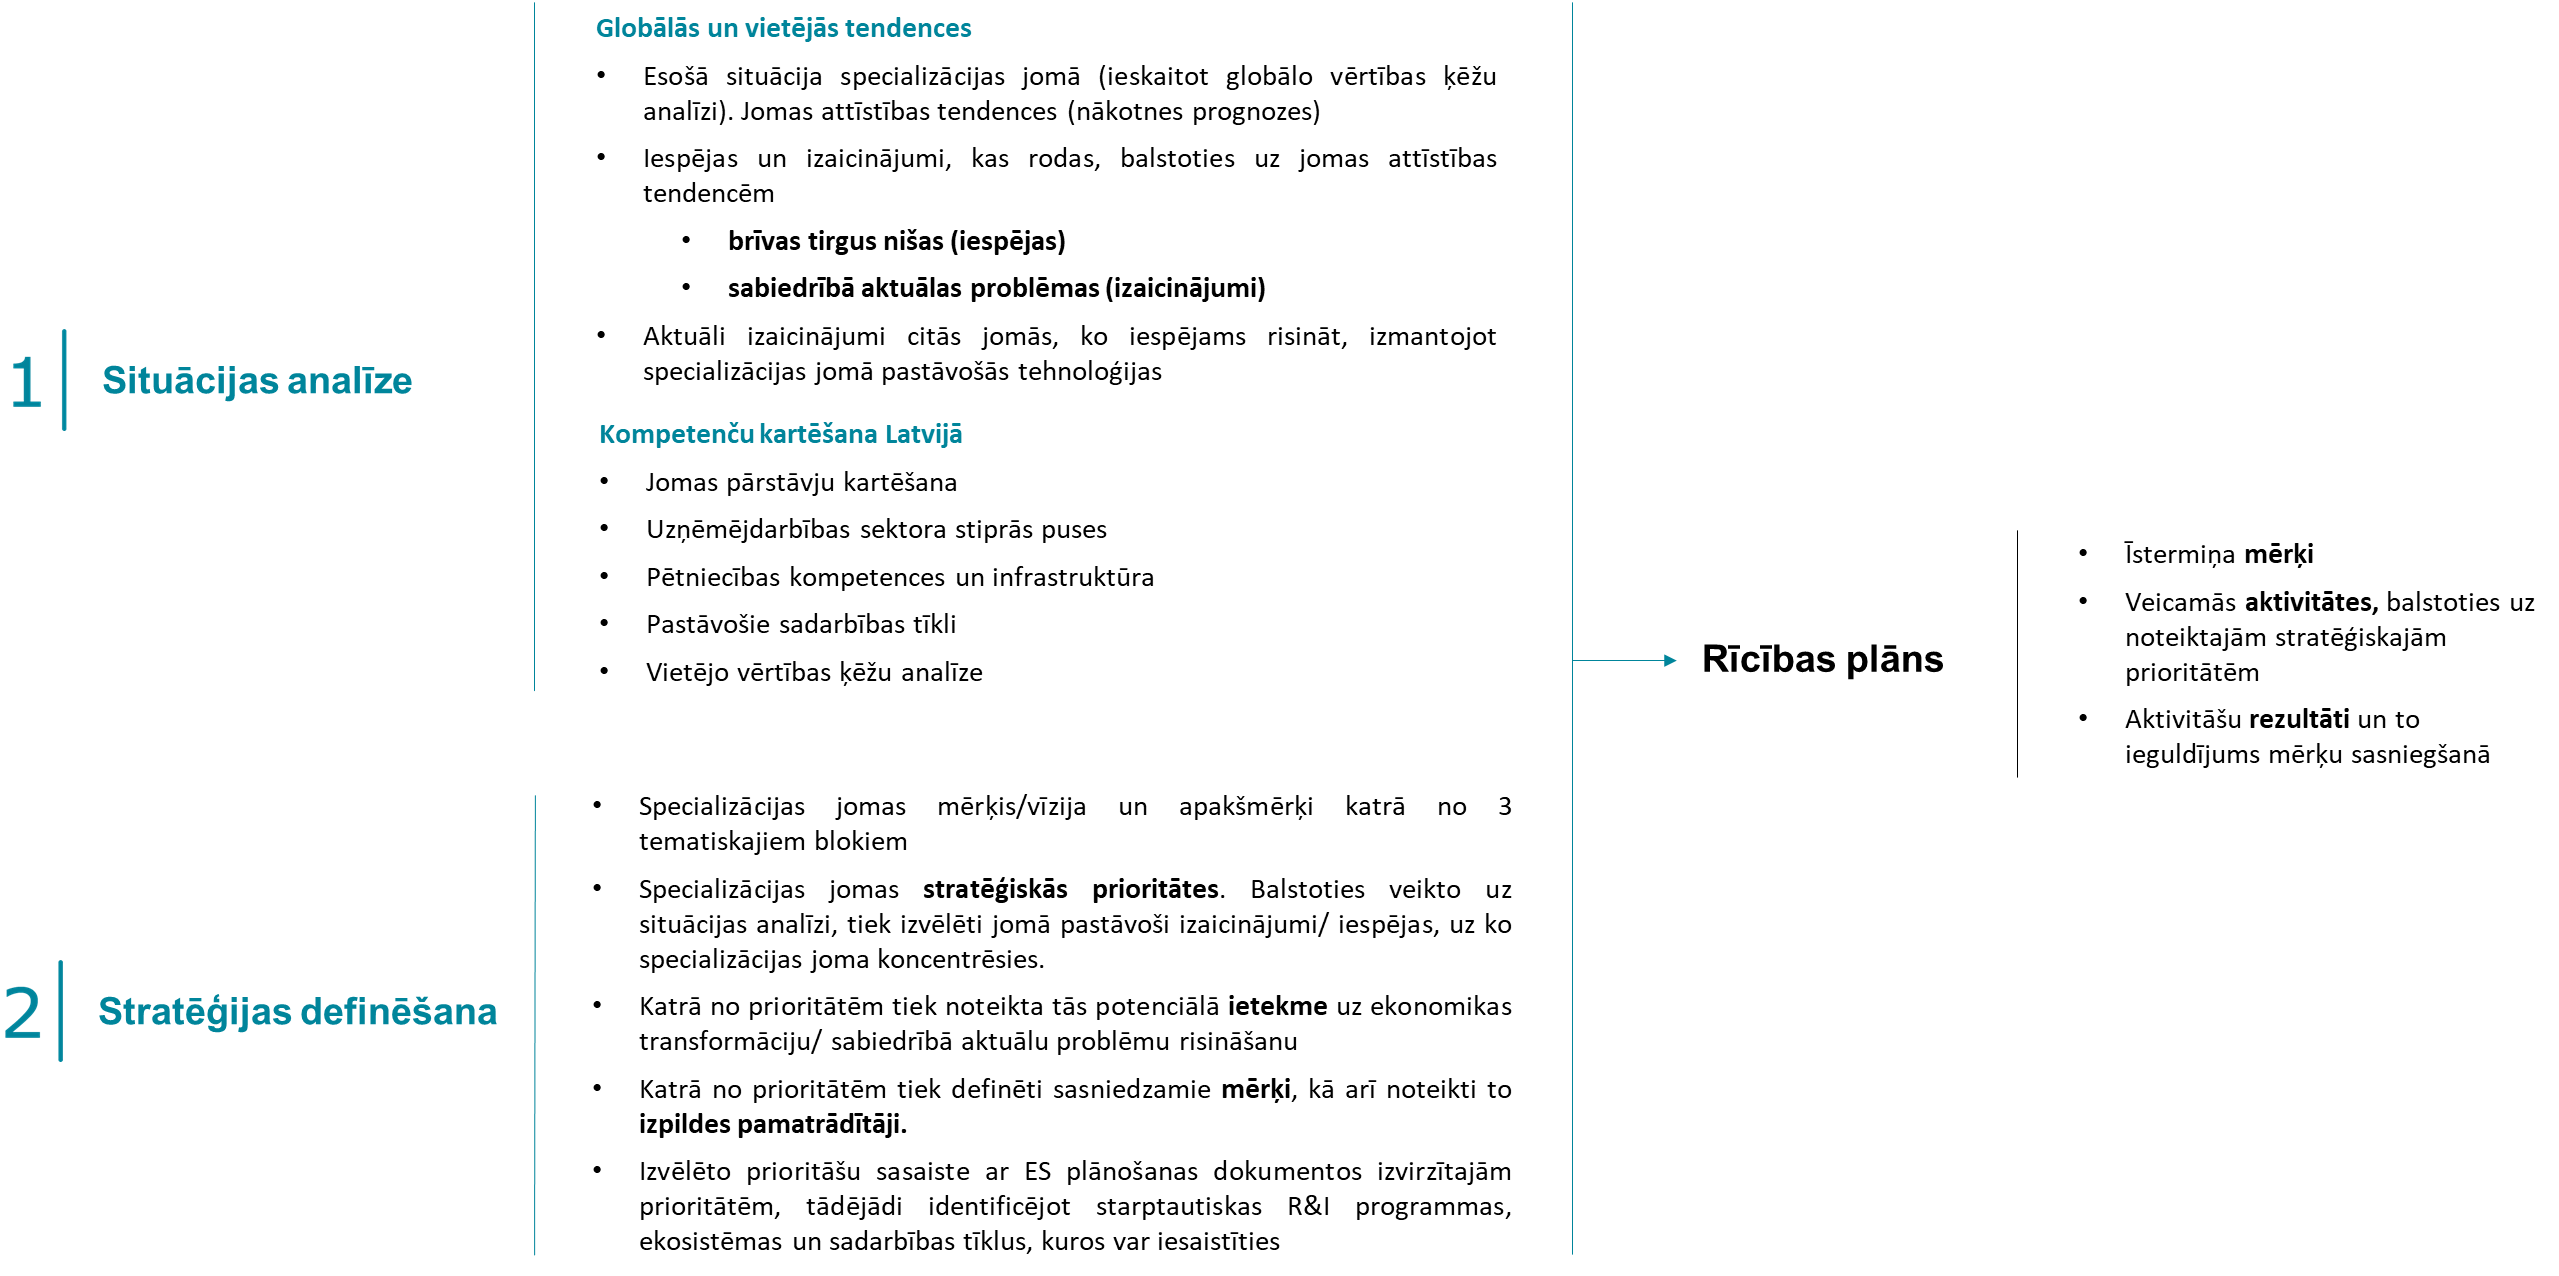 1
Situācijas analīze
Globālās un vietējās tendences
• Esošā situācija specializācijas jomā (ieskaitot globālo vērtības ķēžu
analīzi). Jomas attīstības tendences (nākotnes prognozes)
• Iespējas un izaicinājumi, kas rodas, balstoties uz jomas attīstības
tendencēm
• brīvas tirgus nišas (iespējas)
• sabiedrībā aktuālas problēmas (izaicinājumi)
• Aktuāli izaicinājumi citās jomās, ko iespējams risināt, izmantojot
specializācijas jomā pastāvošās tehnoloģijas
Kompetenču kartēšana Latvijā
• Jomas pārstāvju kartēšana
• Uzņēmējdarbības sektora stiprās puses
• Pētniecības kompetences un infrastruktūra
• Pastāvošie sadarbības tīkli
• Vietējo vērtības ķēžu analīze
2
Stratēģijas definēšana
• Specializācijas jomas mērķis/vīzija un apakšmērķi katrā no 3
tematiskajiem blokiem
• Specializācijas jomas stratēģiskās prioritātes. Balstoties veikto uz
situācijas analīzi, tiek izvēlēti jomā pastāvoši izaicinājumi/ iespējas, uz ko
specializācijas joma koncentrēsies.
• Katrā no prioritātēm tiek noteikta tās potenciālā ietekme uz ekonomikas
transformāciju/ sabiedrībā aktuālu problēmu risināšanu
• Katrā no prioritātēm tiek definēti sasniedzamie mērķi, kā arī noteikti to
izpildes pamatrādītāji.
• Izvēlēto prioritāšu sasaiste ar ES plānošanas dokumentos izvirzītajām
prioritātēm, tādējādi identificējot starptautiskas R&I programmas,
ekosistēmas un sadarbības tīklus, kuros var iesaistīties
Rīcības plāns
• Īstermiņa mērķi
• Veicamās aktivitātes, balstoties uz
noteiktajām stratēģiskajām
prioritātēm
• Aktivitāšu rezultāti un to
ieguldījums mērķu sasniegšanā